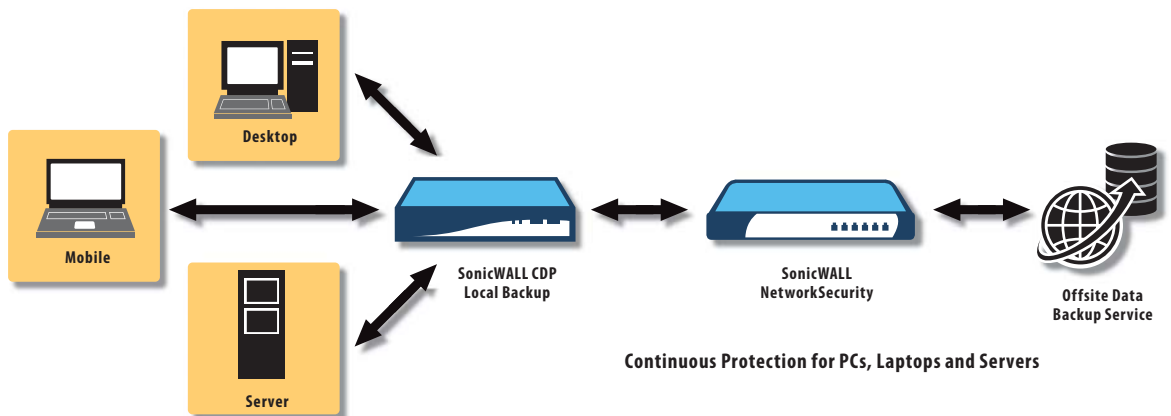 Desktop
Mobile
Server
SonicWALL CDP
Local Backup
SonicWALL
NetworkSecurity
Offsite Data
Backup Service
Continuous Protection for PCs, Laptops and Servers